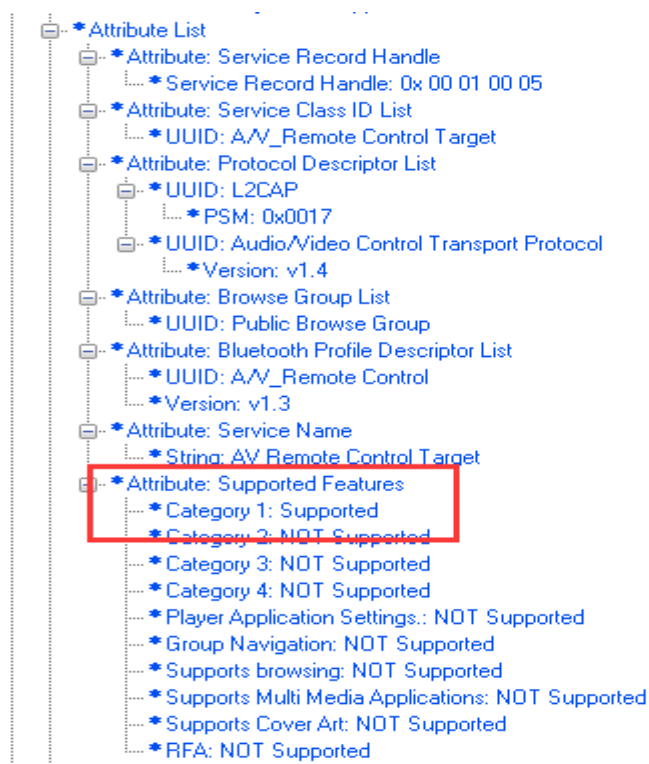 *Attribute List
*Attribute: Service Record Handle
*Service Record Handle: 0x 00 01 00 05
*Attribute: Service Class ID List
*UUID: A/V_Remote Control Target
*Attribute: Protocol Descriptor List
*UUID: L2CAP
*PSM: 0x0017
*UUID: Audio/Video Control Transport Protocol
*Version: v1.4
*Attribute: Browse Group List
*UUID: Public Browse Group
*Attribute: Bluetooth Profile Descriptor List
*UUID: A/V_Remote Control
*Version: v1.3
*Attribute: Service Name
*String: AV Remote Control Target
*Attribute: Supported Features
*Category 1: Supported
*Category 2: NOT Supported
*Category 3: NOT Supported
*Category 4: NOT Supported
*Player Application Settings.: NOT Supported
*Group Navigation: NOT Supported
*Supports browsing: NOT Supported
*Supports Multi Media Applications: NOT Supported
*Supports Cover Art: NOT Supported
*RFA: NOT Supported